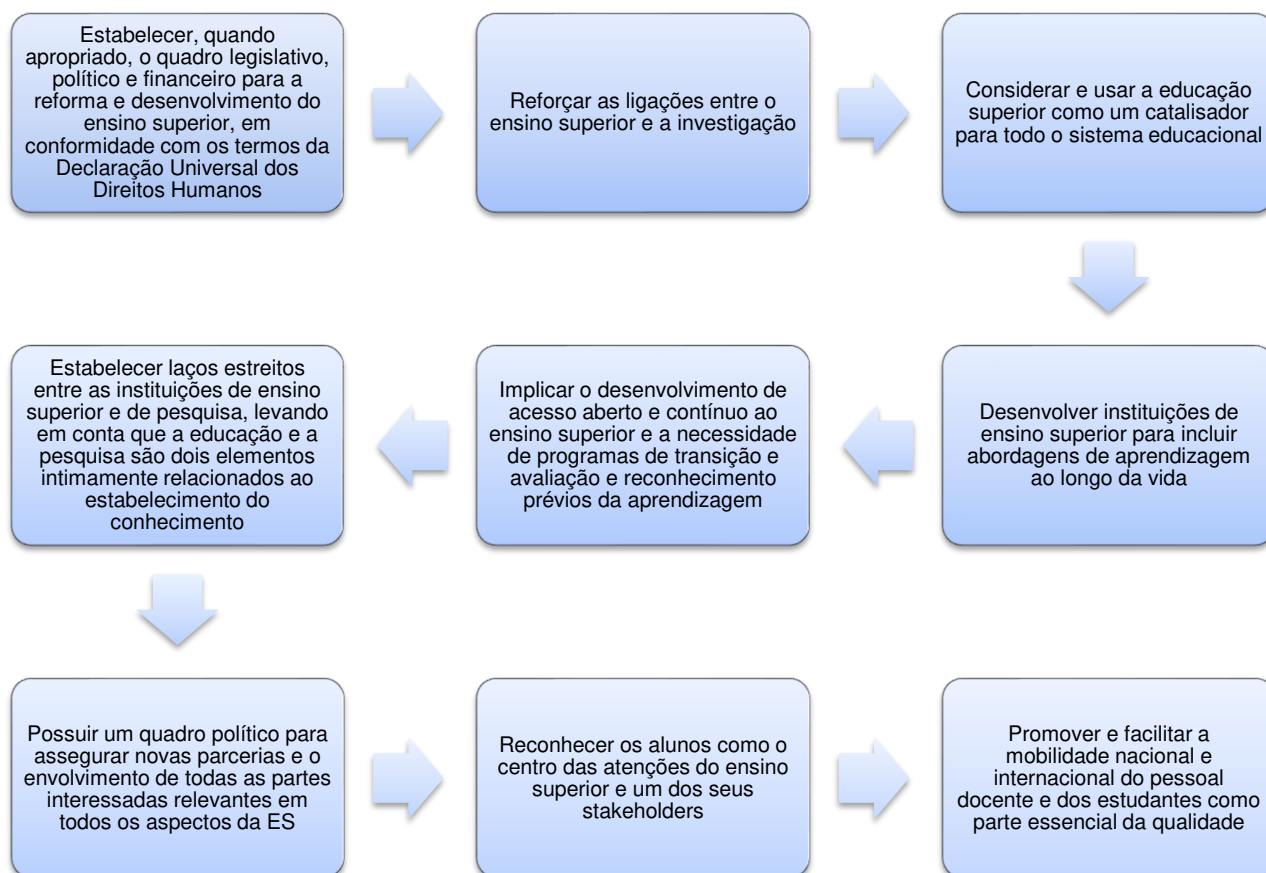 Estabelecer, quando
apropriado, o quadro legislativo,
político e financeiro para a
reforma e desenvolvimento do
ensino superior, em
conformidade com os termos da
Declaração Universal dos
Direitos Humanos
Reforçar as ligações entre o
ensino superior e a investigação
Considerar e usar a educação
superior como um catalisador
para todo o sistema educacional
Desenvolver instituições de
ensino superior para incluir
abordagens de aprendizagem
ao longo da vida
Implicar o desenvolvimento de
acesso aberto e contínuo ao
ensino superior e a necessidade
de programas de transição e
avaliação e reconhecimento
prévios da aprendizagem
Estabelecer laços estreitos
entre as instituições de ensino
superior e de pesquisa, levando
em conta que a educação e a
pesquisa são dois elementos
intimamente relacionados ao
estabelecimento do
conhecimento
Possuir um quadro político para
assegurar novas parcerias e o
envolvimento de todas as partes
interessadas relevantes em
todos os aspectos da ES
Reconhecer os alunos como o
centro das atenções do ensino
superior e um dos seus
stakeholders
Promover e facilitar a
mobilidade nacional e
internacional do pessoal
docente e dos estudantes como
parte essencial da qualidade